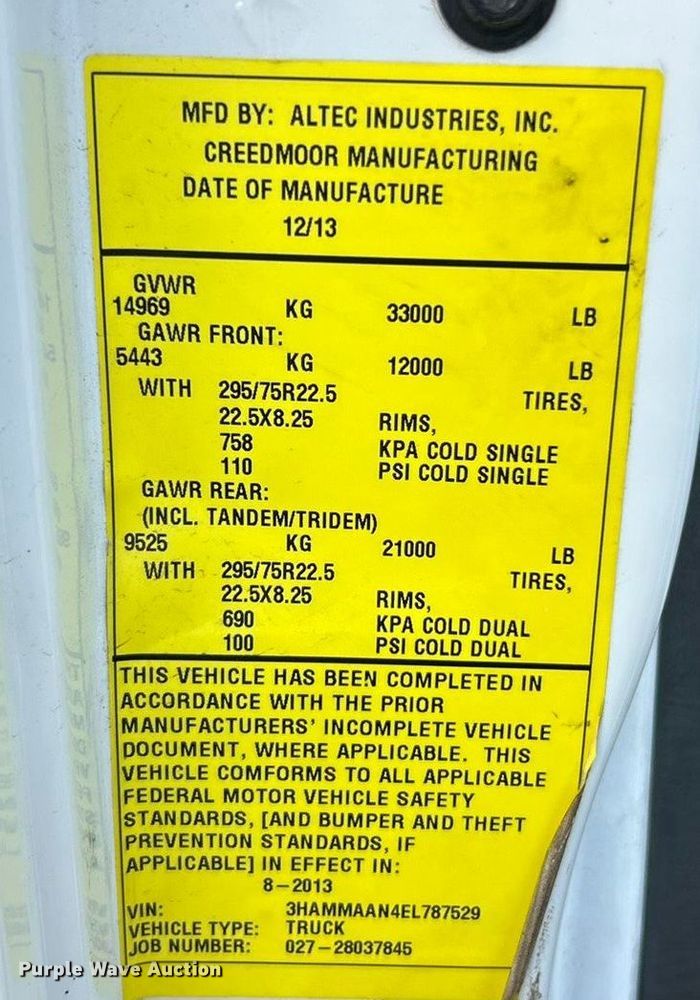 MFD BY: ALTEC INDUSTRIES, INC.
CREEDMOOR MANUFACTURING
DATE OF MANUFACTURE
12/13
GVWR
14969 KG 33000 LB
GAWR FRONT:
5443 KG 12000 LB
WITH 295/75R22.5 TIRES,
22.5X8.25 RIMS,
758 KPA COLD SINGLE
110 PSI COLD SINGLE
GAWR REAR:
(INCL. TANDEM/TRIDEM)
9525 KG 21000 LB
WITH 295/75R22.5 TIRES,
22.5X8.25 RIMS,
690 KPA COLD DUAL
100 PSI COLD DUAL
THIS VEHICLE HAS BEEN COMPLETED IN
ACCORDANCE WITH THE PRIOR
MANUFACTURERS' INCOMPLETE VEHICLE
DOCUMENT, WHERE APPLICABLE. THIS
VEHICLE COMFORMS TO ALL APPLICABLE
FEDERAL MOTOR VEHICLE SAFETY
STANDARDS, [AND BUMPER AND THEFT
PREVENTION STANDARDS, IF
APPLICABLE] IN EFFECT IN:
8-2013
VIN: 3HAMMAAN4EL787529
VEHICLE TYPE: TRUCK
JOB NUMBER: 027-28037845
Purple Wave Auction